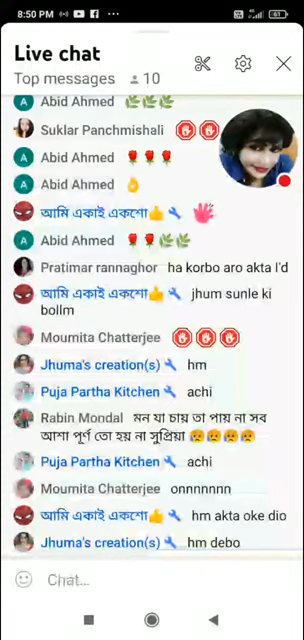 8:50 PM
61
Live chat
Top messages 10
Abid Ahmed
Suklar Panchmishali
Abid Ahmed
Abid Ahmed 👌
আমি একাই একশো👍
Abid Ahmed 🌹🌹🌿🌿
Pratimar rannaghor ha korbo aro akta I'd
আমি একাই একশো👍 jhum sunle ki
bollm
Moumita Chatterjee
Jhuma's creation(s) hm
Puja Partha Kitchen achi
Rabin Mondal মন যা চায় তা পায় না সব
আশা পূর্ণ তো হয় না সুপ্রিয়া 😥😥😥😥
Puja Partha Kitchen achi
Moumita Chatterjee onnnnnnn
আমি একাই একশো👍 hm akta oke dio
Jhuma's creation(s) hm debo
Chat...